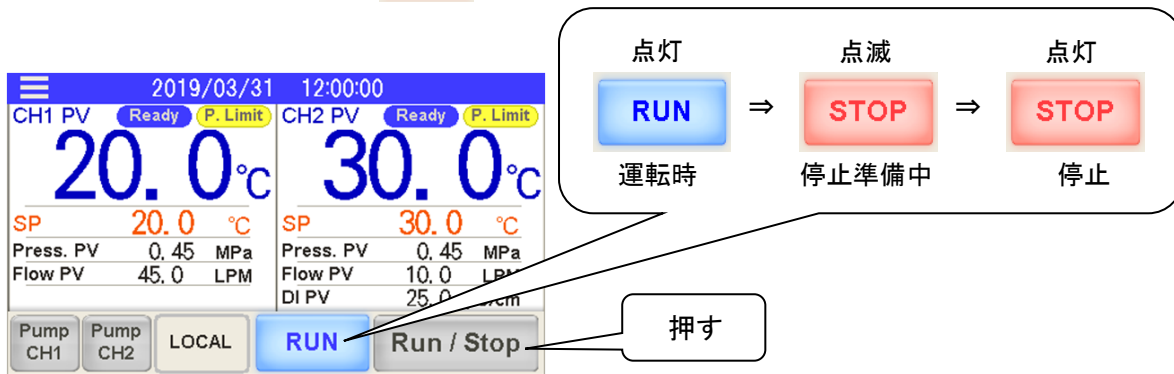 点灯
点滅
点灯
RUN
⇒
STOP
⇒
STOP
運転時
停止準備中
停止
2019/03/31 12:00:00
CH1 PV Ready P. Limit
20.0℃
SP 20.0 ℃
Press. PV 0.45 MPa
Flow PV 45.0 LPM
CH2 PV Ready P. Limit
30.0℃
SP 30.0 ℃
Press. PV 0.45 MPa
Flow PV 10.0 LPM
DI PV 25.0
Pump CH1
Pump CH2
LOCAL
RUN
Run / Stop
押す